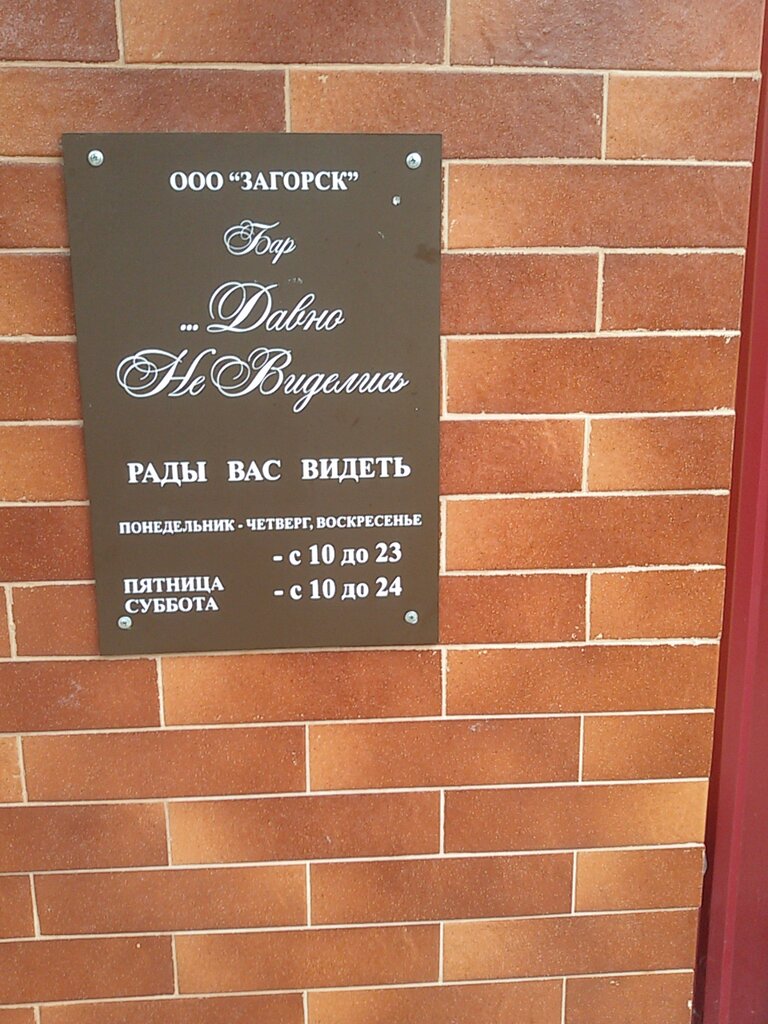 ООО “ЗАГОРСК”
Бар
... Давно
Не Виделись
РАДЫ ВАС ВИДЕТЬ
ПОНЕДЕЛЬНИК - ЧЕТВЕРГ, ВОСКРЕСЕНЬЕ
- с 10 до 23
ПЯТНИЦА - с 10 до 24
СУББОТА